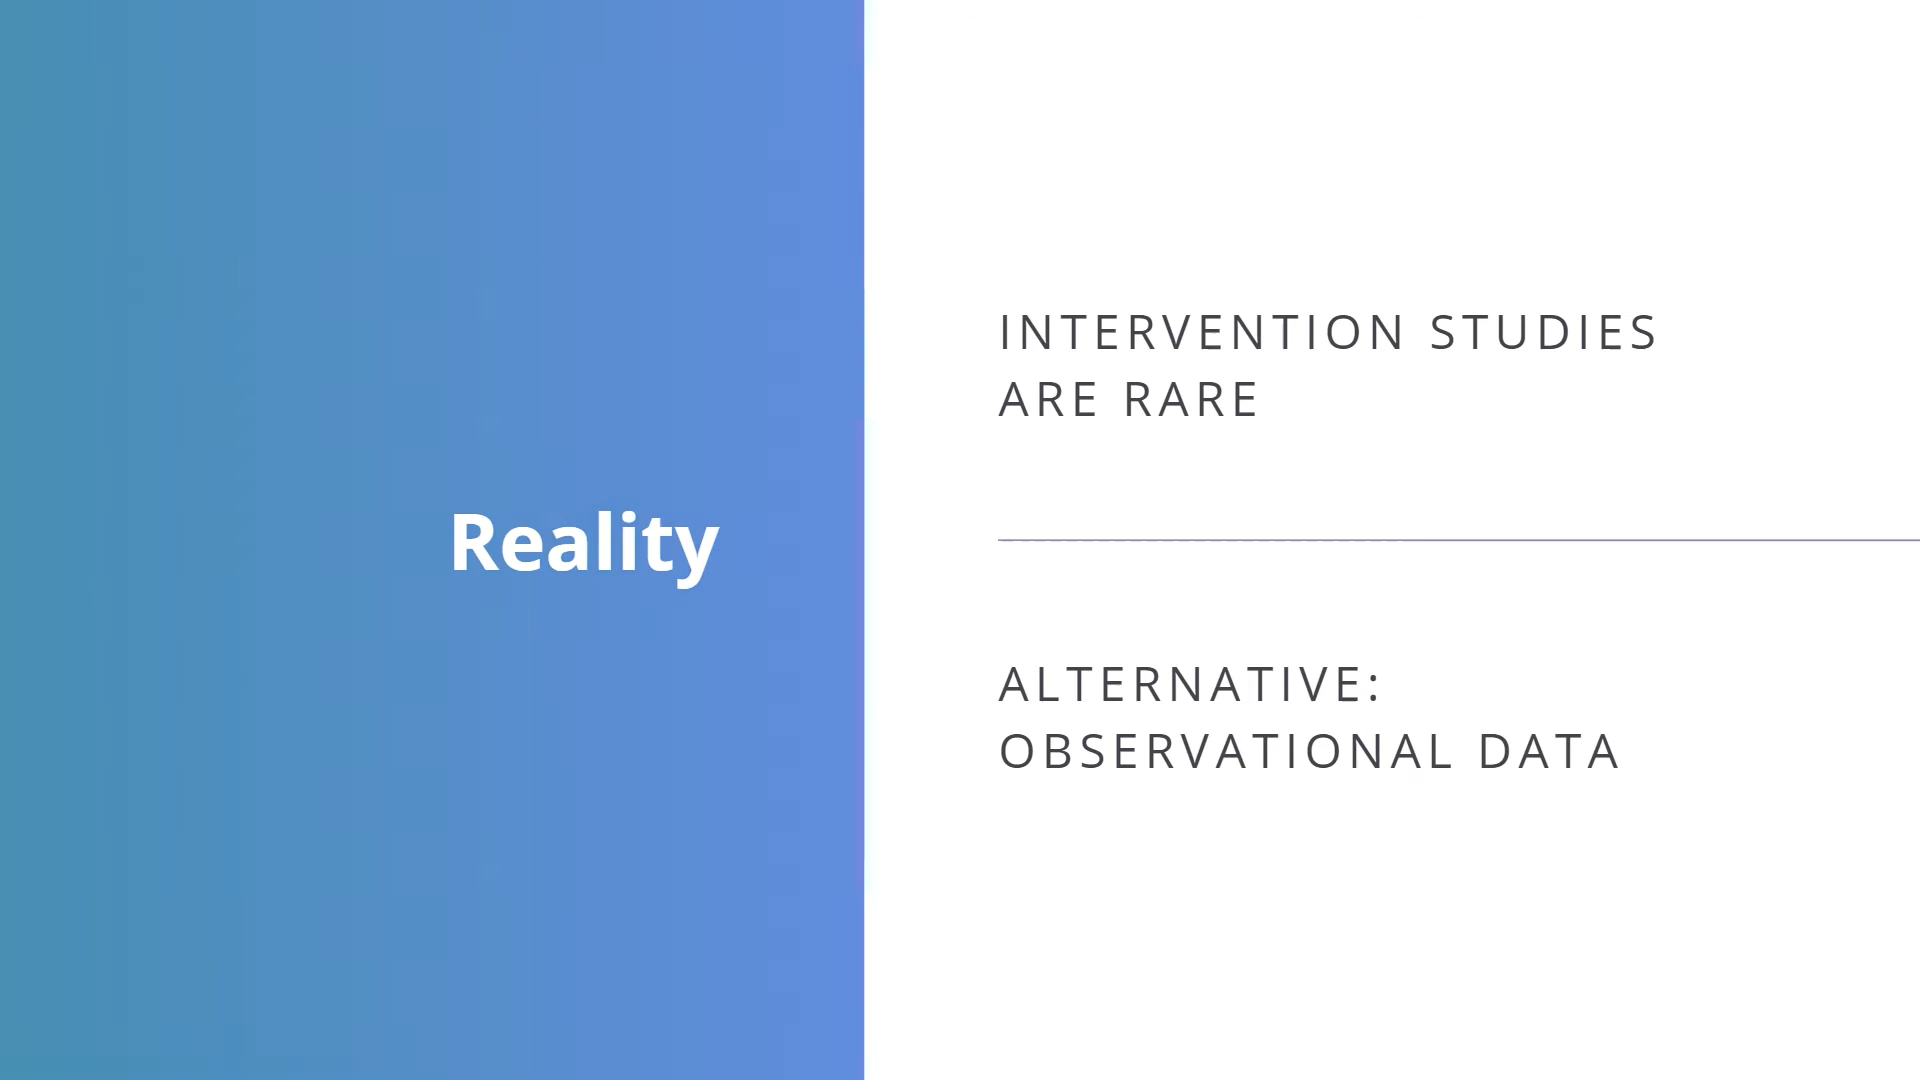 Reality
INTERVENTION STUDIES
ARE RARE
ALTERNATIVE:
OBSERVATIONAL DATA